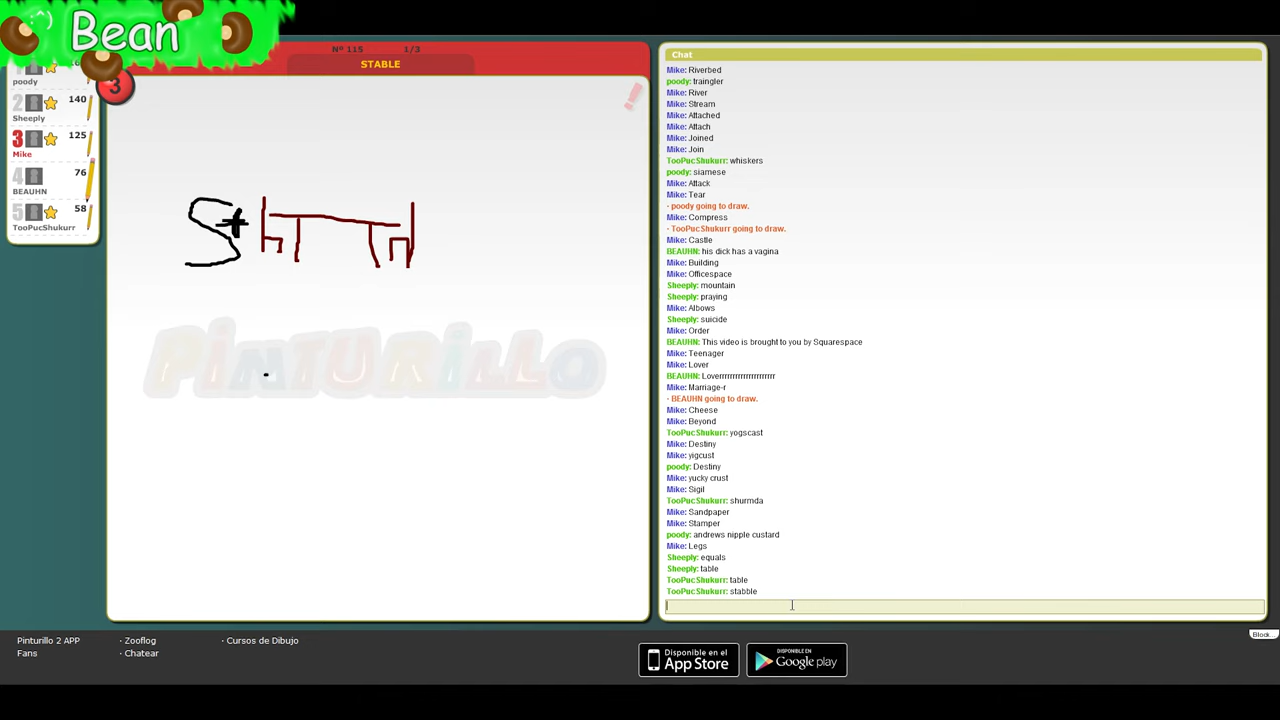 :^)
Bean
Nº 115 1/3
STABLE
3
poody
2 140
Sheeply
3 125
Mike
4 76
BEAUHN
5 58
TooPucShukurr
!
S+
PINTURILLO
Chat
Mike: Riverbed
poody: traingler
Mike: River
Mike: Stream
Mike: Attached
Mike: Attach
Mike: Joined
Mike: Join
TooPucShukurr: whiskers
poody: siamese
Mike: Attack
Mike: Tear
· poody going to draw.
Mike: Compress
· TooPucShukurr going to draw.
Mike: Castle
BEAUHN: his dick has a vagina
Mike: Building
Mike: Officespace
Sheeply: mountain
Sheeply: praying
Mike: Albows
Sheeply: suicide
Mike: Order
BEAUHN: This video is brought to you by Squarespace
Mike: Teenager
Mike: Lover
BEAUHN: Loverrrrrrrrrrrrrrrrrrrrr
Mike: Marriage-r
· BEAUHN going to draw.
Mike: Cheese
Mike: Beyond
TooPucShukurr: yogscast
Mike: Destiny
Mike: yigcust
poody: Destiny
Mike: yucky crust
Mike: Sigil
TooPucShukurr: shurmda
Mike: Sandpaper
Mike: Stamper
poody: andrews nipple custard
Mike: Legs
Sheeply: equals
Sheeply: table
TooPucShukurr: table
TooPucShukurr: stabble
Block...
Pinturillo 2 APP · Zooflog · Cursos de Dibujo
Fans · Chatear
Disponible en el
App Store
DISPONIBLE EN
Google play